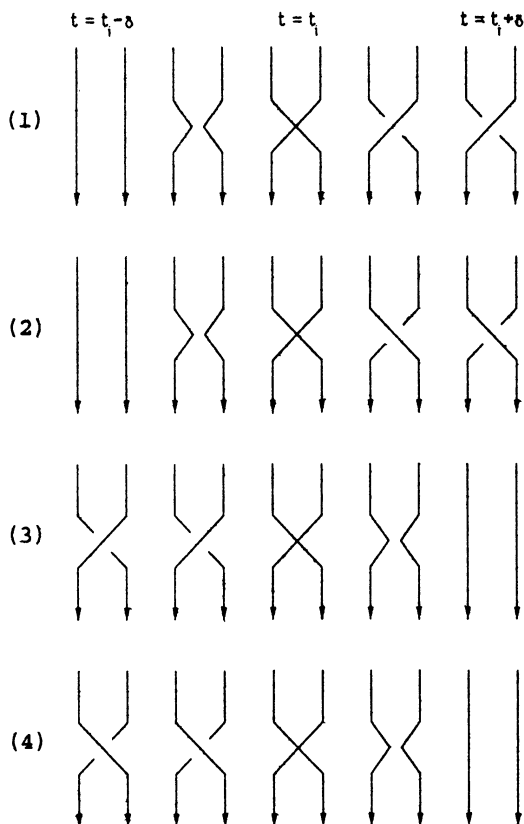 t = t_i-δ t = t_i t = t_i+δ
(1)
(2)
(3)
(4)